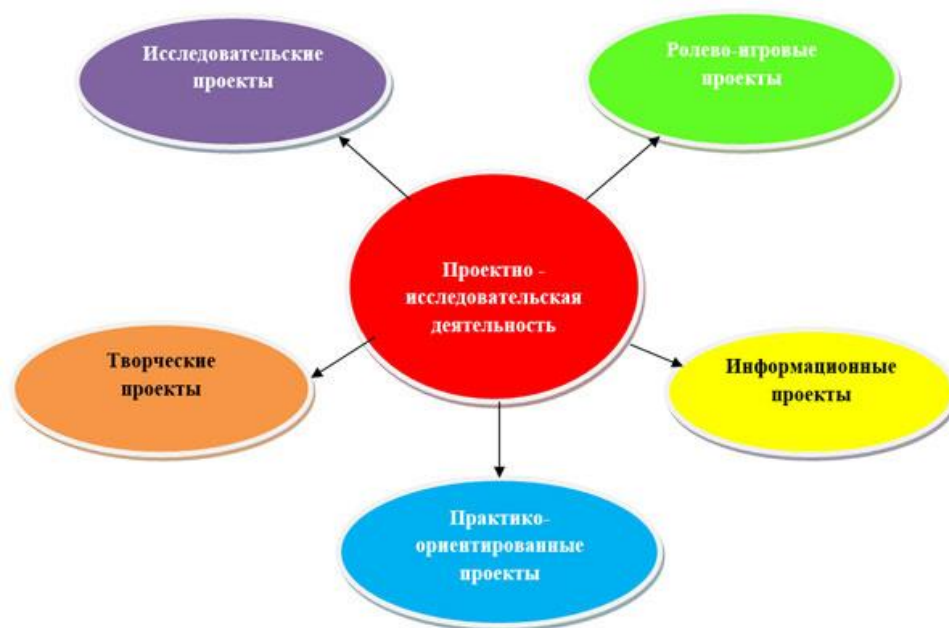 Исследовательские
проекты
Ролево-игровые
проекты
Проектно -
исследовательская
деятельность
Творческие
проекты
Информационные
проекты
Практико-
ориентированные
проекты